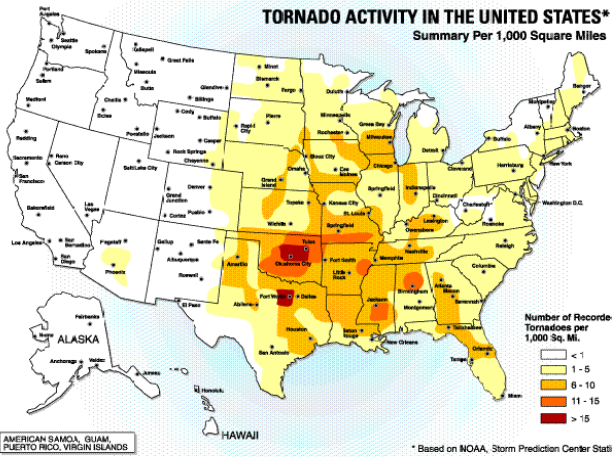 TORNADO ACTIVITY IN THE UNITED STATES*
Summary Per 1,000 Square Miles
Port
Angeles
Seattle
Olympia
Spokane
Kalispell
Great Falls
Missoula
Butte
Portland
Salem
Medford
Glendive
Billings
Minot
Bismarck
Fargo
Duluth
Minneapolis
Rochester
Green Bay
Milwaukee
Chicago
Detroit
Cleveland
Buffalo
Albany
Montpelier
Bangor
Boston
New York
Harrisburg
Washington D.C.
Boise
Pocatello
Jackson
Cody
Buffalo
Casper
Rock Springs
Cheyenne
Rapid
City
Pierre
Sioux City
Omaha
Des
Moines
Grand
Island
Redding
Sacramento
San
Francisco
Reno
Carson City
Salt Lake City
Bakersfield
Las
Vegas
Los Angeles
San
Bernardino
San
Diego
Grand
Junction
Denver
Pueblo
Cortez
Topeka
Wichita
Kansas City
St. Louis
Springfield
Springfield
Indianapolis
Cincinnati
Charleston
Roanoke
Lexington
Owensboro
Nashville
Memphis
Raleigh
Columbia
Flagstaff
Phoenix
Gallup
Santa Fe
Albuquerque
Roswell
El Paso
Amarillo
Tulsa
Oklahoma City
Fort Smith
Little
Rock
Abilene
Fort Worth
Dallas
Houston
San Antonio
Jackson
Baton
Rouge
New Orleans
Birmingham
Montgomery
Atlanta
Macon
Savannah
Tallahassee
Orlando
Tampa
Miami
Fairbanks
Nome
ALASKA
Anchorage
Valdez
Juneau
Honolulu
HAWAII
Number of Recorde
Tornadoes per
1,000 Sq. Mi.
< 1
1 - 5
6 - 10
11 - 15
> 15
AMERICAN SAMOA, GUAM,
PUERTO RICO, VIRGIN ISLANDS
* Based on NOAA, Storm Prediction Center Stati